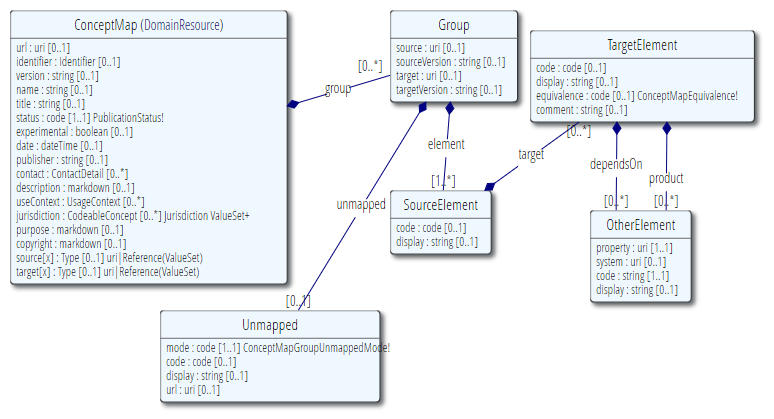 ConceptMap (DomainResource)
url : uri [0..1]
identifier : Identifier [0..1]
version : string [0..1]
name : string [0..1]
title : string [0..1]
status : code [1..1] PublicationStatus!
experimental : boolean [0..1]
date : dateTime [0..1]
publisher : string [0..1]
contact : ContactDetail [0..*]
description : markdown [0..1]
useContext : UsageContext [0..*]
jurisdiction : CodeableConcept [0..*] Jurisdiction ValueSet+
purpose : markdown [0..1]
copyright : markdown [0..1]
source[x] : Type [0..1] uri|Reference(ValueSet)
target[x] : Type [0..1] uri|Reference(ValueSet)
[0..*]
group
Group
source : uri [0..1]
sourceVersion : string [0..1]
target : uri [0..1]
targetVersion : string [0..1]
TargetElement
code : code [0..1]
display : string [0..1]
equivalence : code [0..1] ConceptMapEquivalence!
comment : string [0..1]
[0..*]
element
target
dependsOn
product
[1..*]
[0..*]
[0..*]
unmapped
SourceElement
code : code [0..1]
display : string [0..1]
OtherElement
property : uri [1..1]
system : uri [0..1]
code : string [1..1]
display : string [0..1]
[0..1]
Unmapped
mode : code [1..1] ConceptMapGroupUnmappedMode!
code : code [0..1]
display : string [0..1]
url : uri [0..1]